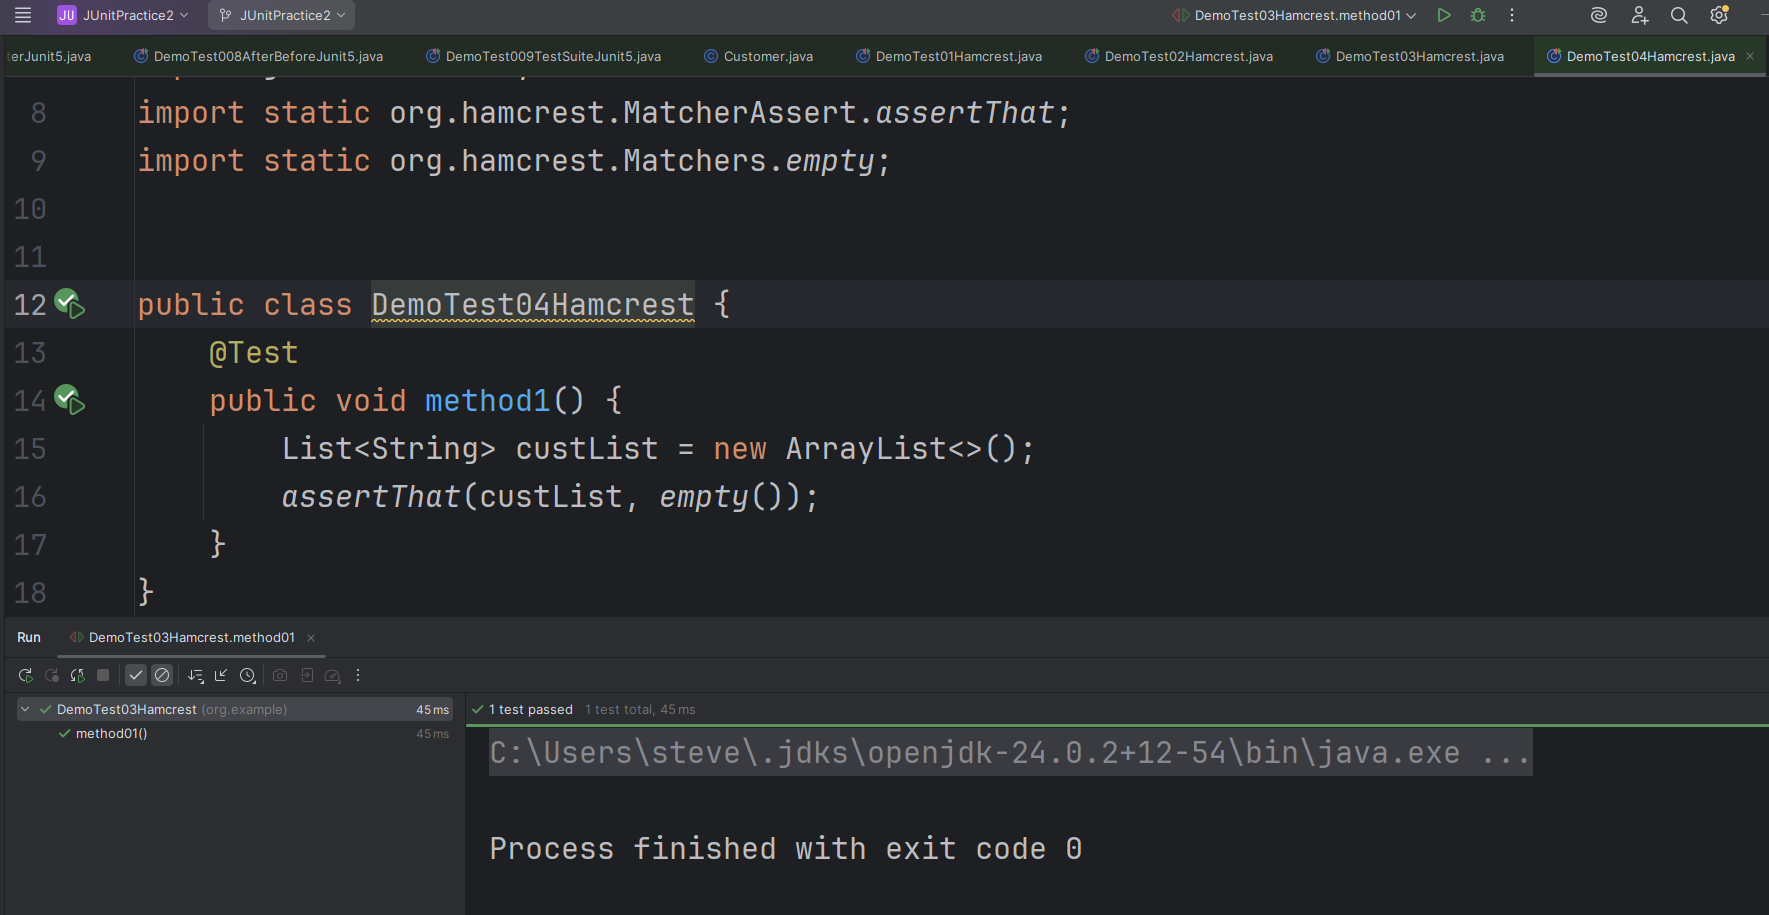 JU JUnitPractice2 JUnitPractice2 DemoTest03Hamcrest.method01
terJunit5.java DemoTest008AfterBeforeJunit5.java DemoTest009TestSuiteJunit5.java Customer.java DemoTest01Hamcrest.java DemoTest02Hamcrest.java DemoTest03Hamcrest.java DemoTest04Hamcrest.java
8 import static org.hamcrest.MatcherAssert.assertThat;
9 import static org.hamcrest.Matchers.empty;
10
11
12 public class DemoTest04Hamcrest {
13 @Test
14 public void method1() {
15 List<String> custList = new ArrayList<>();
16 assertThat(custList, empty());
17 }
18 }
Run DemoTest03Hamcrest.method01
DemoTest03Hamcrest (org.example) 45 ms
method01() 45 ms
1 test passed 1 test total, 45 ms
C:\Users\steve\.jdks\openjdk-24.0.2+12-54\bin\java.exe ...
Process finished with exit code 0